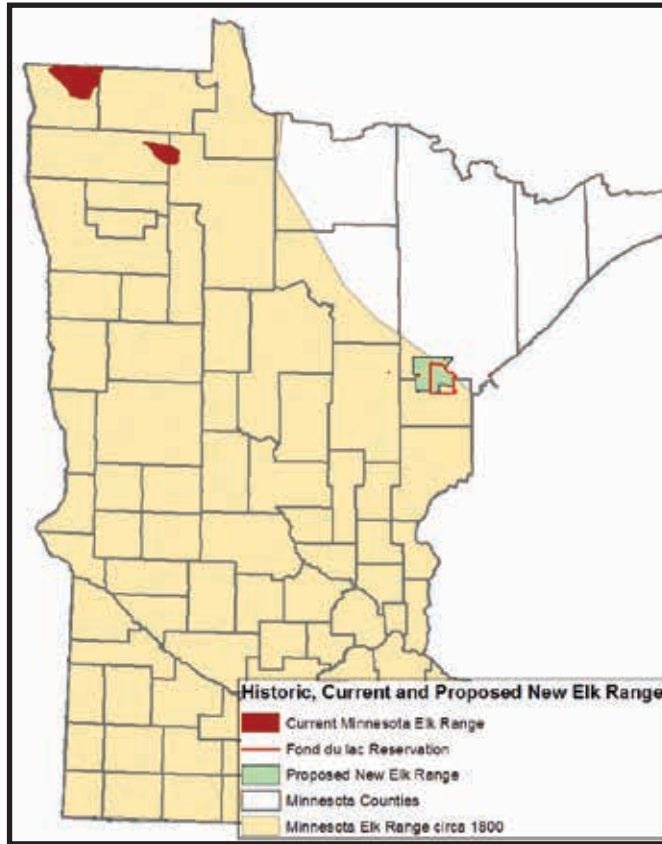 Historic, Current and Proposed New Elk Range
Current Minnesota Elk Range
Fond du lac Reservation
Proposed New Elk Range
Minnesota Counties
Minnesota Elk Range circa 1800